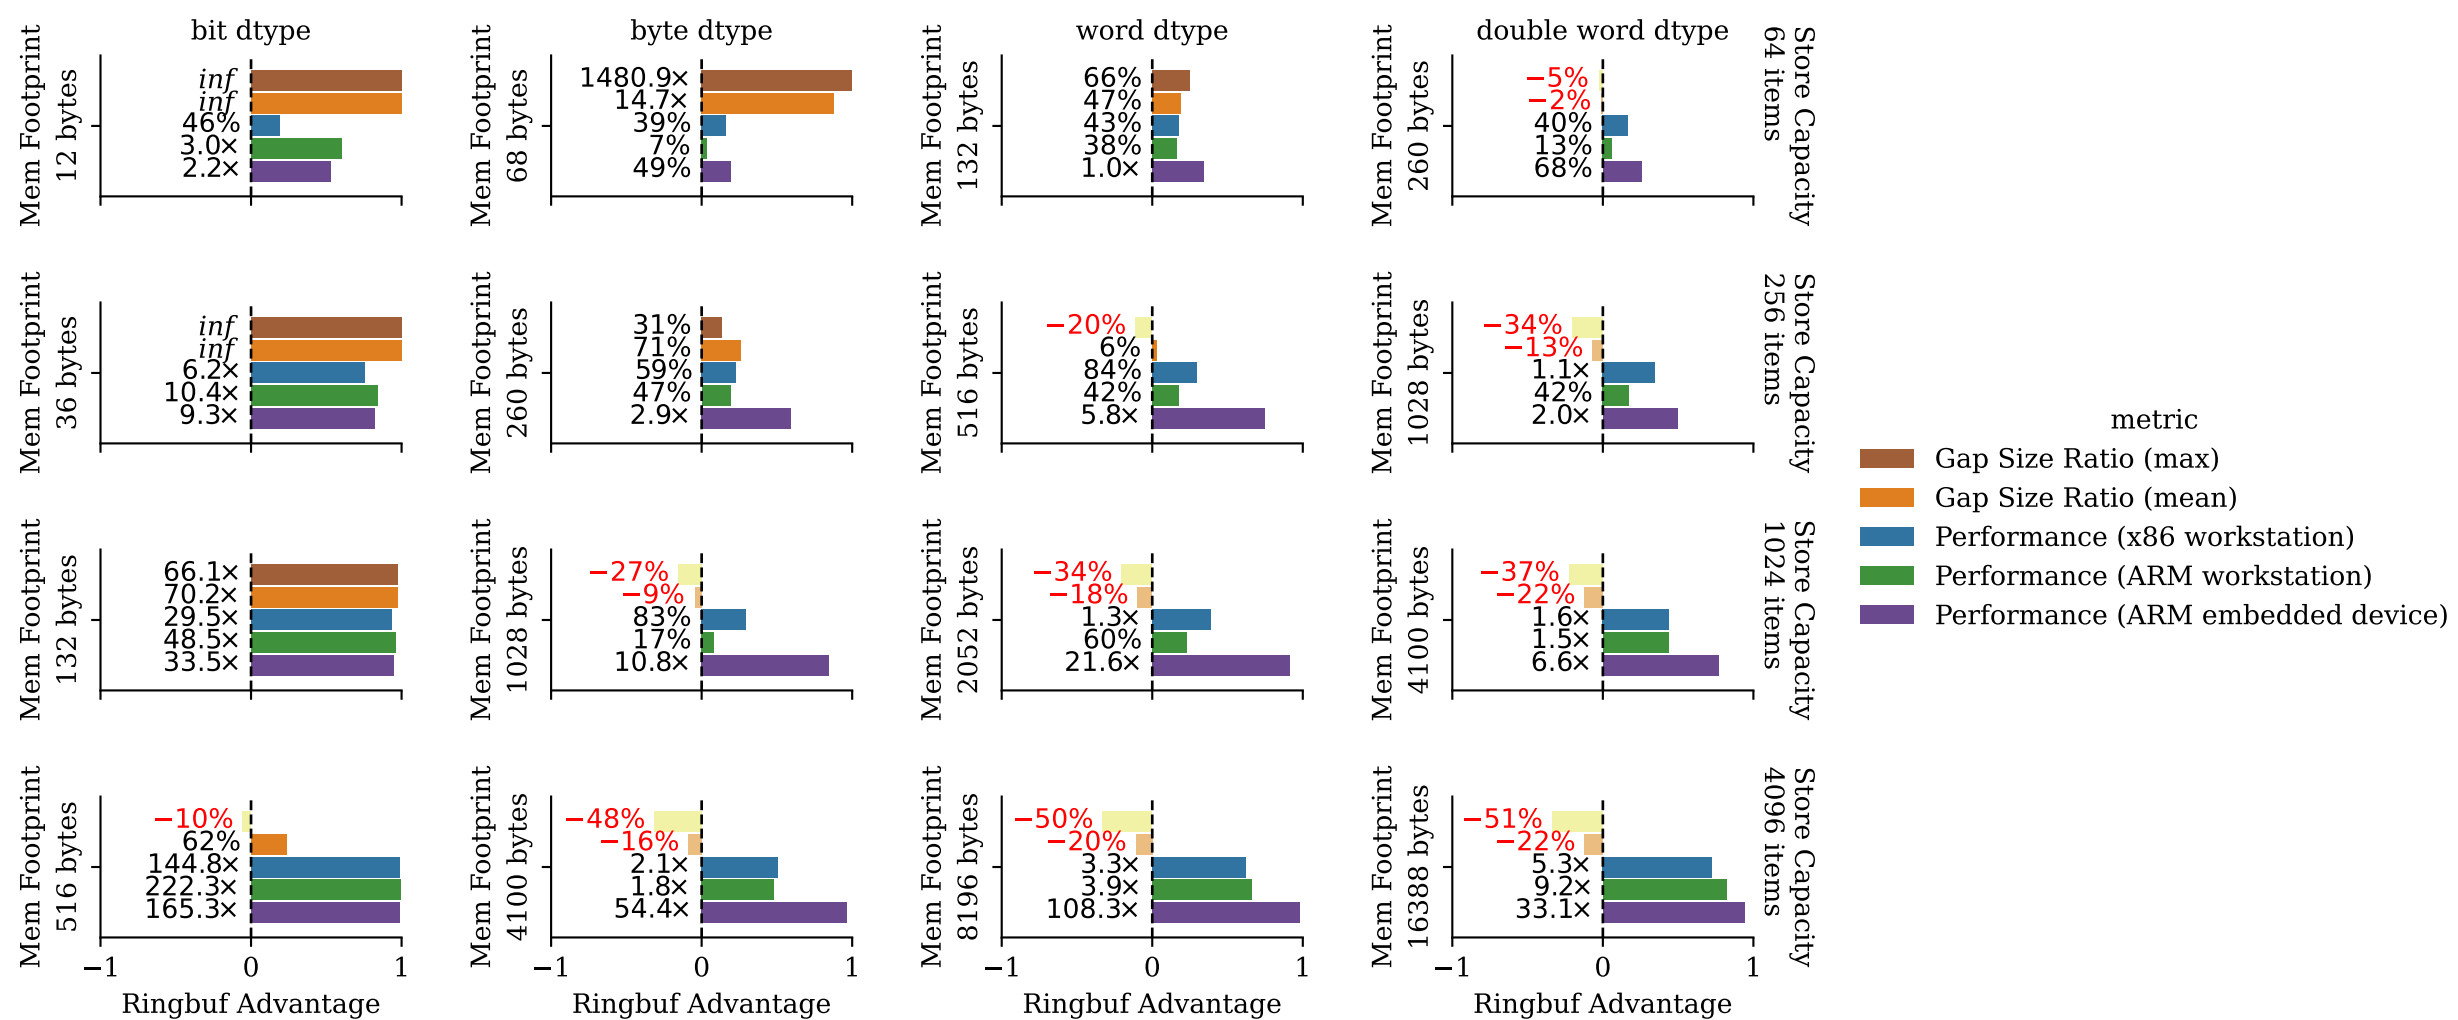 bit dtype
byte dtype
word dtype
double word dtype
Mem Footprint
12 bytes
inf
inf
46%
3.0×
2.2×
Mem Footprint
68 bytes
1480.9×
14.7×
39%
7%
49%
Mem Footprint
132 bytes
66%
47%
43%
38%
1.0×
Mem Footprint
260 bytes
−5%
−2%
40%
13%
68%
Store Capacity
64 items
Mem Footprint
36 bytes
inf
inf
6.2×
10.4×
9.3×
Mem Footprint
260 bytes
31%
71%
59%
47%
2.9×
Mem Footprint
516 bytes
−20%
6%
84%
42%
5.8×
Mem Footprint
1028 bytes
−34%
−13%
1.1×
42%
2.0×
Store Capacity
256 items
Mem Footprint
132 bytes
66.1×
70.2×
29.5×
48.5×
33.5×
Mem Footprint
1028 bytes
−27%
−9%
83%
17%
10.8×
Mem Footprint
2052 bytes
−34%
−18%
1.3×
60%
21.6×
Mem Footprint
4100 bytes
−37%
−22%
1.6×
1.5×
6.6×
Store Capacity
1024 items
Mem Footprint
516 bytes
−10%
62%
144.8×
222.3×
165.3×
−1 0 1
Ringbuf Advantage
Mem Footprint
4100 bytes
−48%
−16%
2.1×
1.8×
54.4×
−1 0 1
Ringbuf Advantage
Mem Footprint
8196 bytes
−50%
−20%
3.3×
3.9×
108.3×
−1 0 1
Ringbuf Advantage
Mem Footprint
16388 bytes
−51%
−22%
5.3×
9.2×
33.1×
−1 0 1
Ringbuf Advantage
Store Capacity
4096 items
metric
Gap Size Ratio (max)
Gap Size Ratio (mean)
Performance (x86 workstation)
Performance (ARM workstation)
Performance (ARM embedded device)